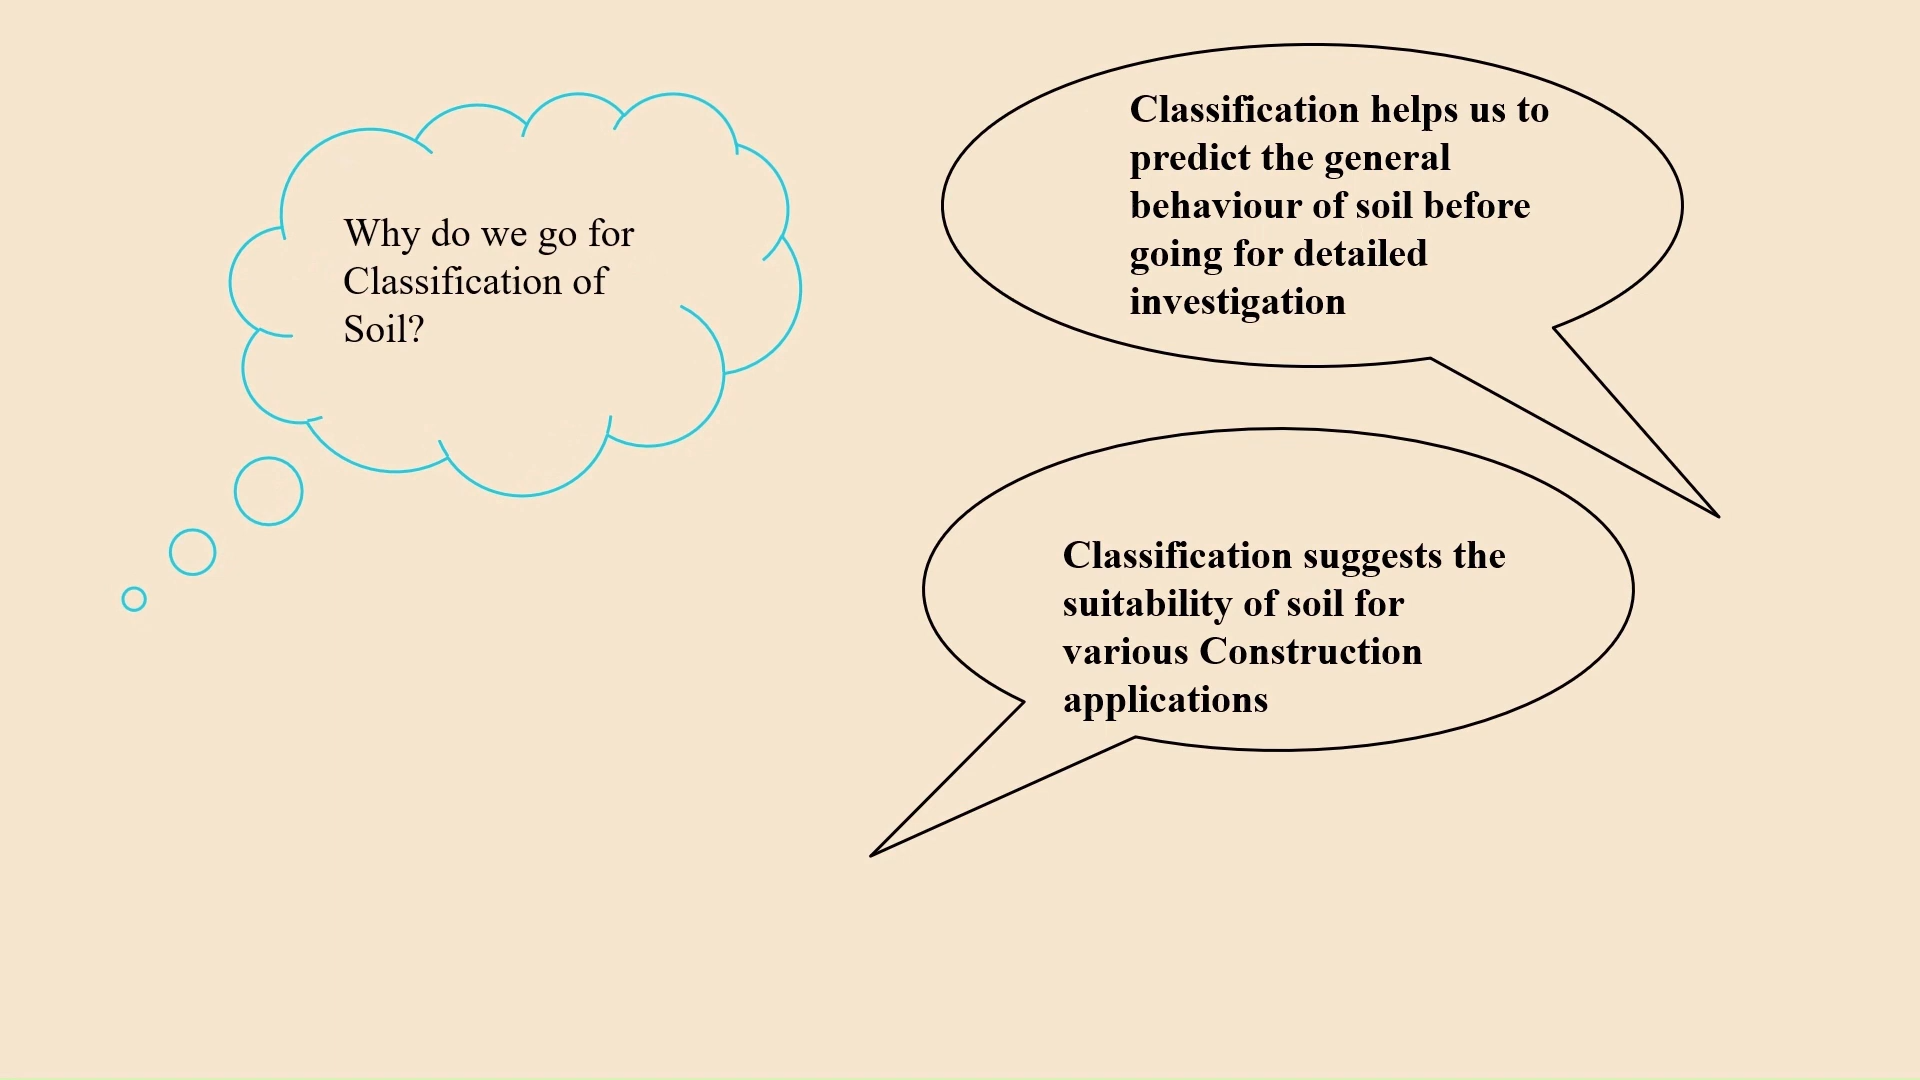 Why do we go for
Classification of
Soil?
Classification helps us to
predict the general
behaviour of soil before
going for detailed
investigation
Classification suggests the
suitability of soil for
various Construction
applications